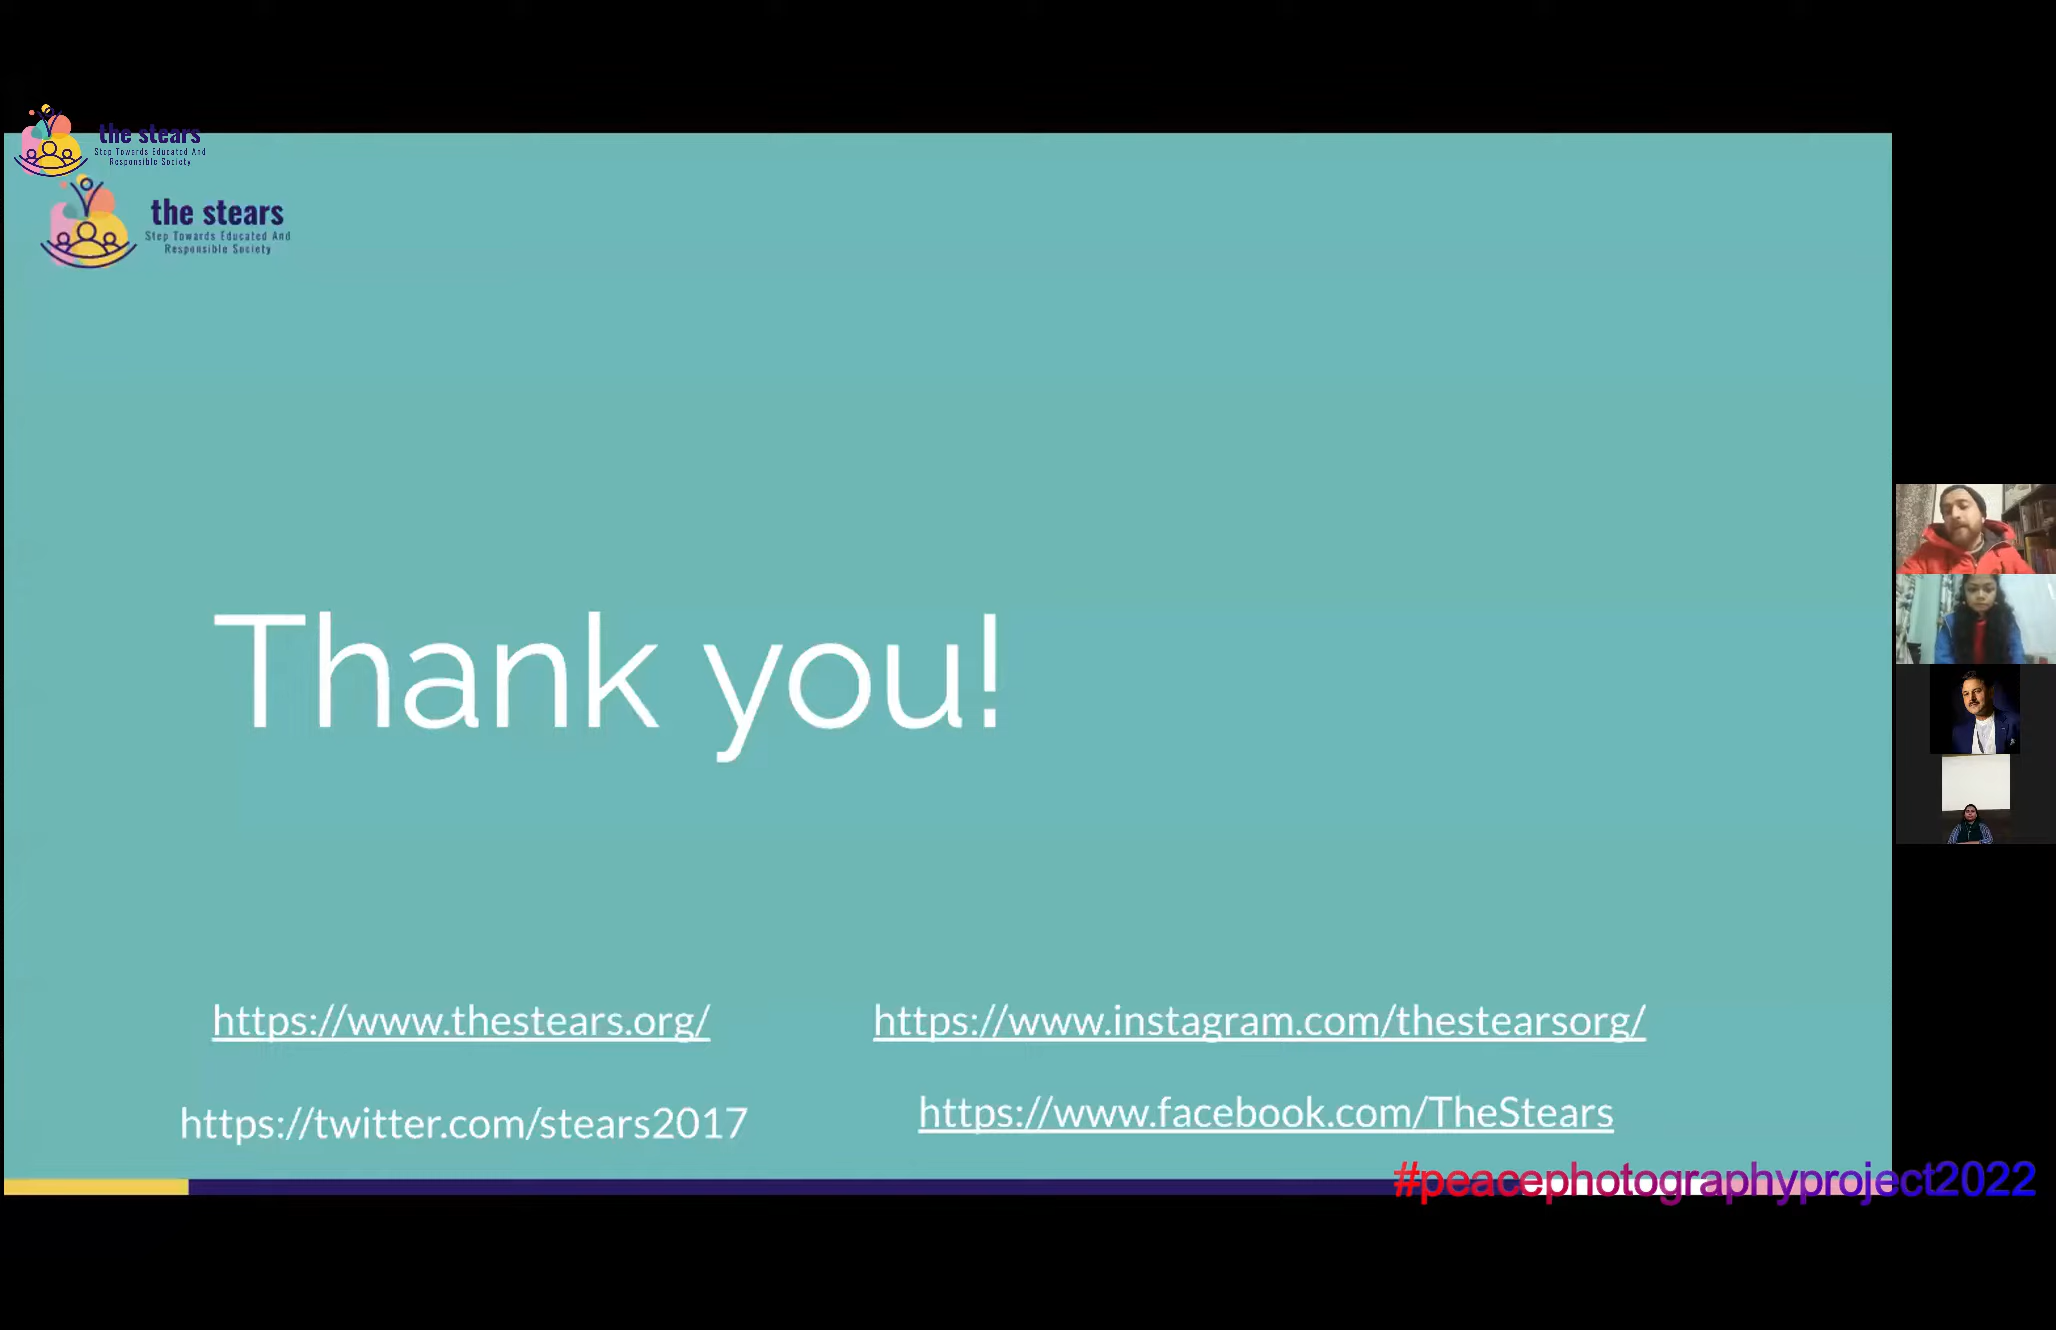 the stears
Step Towards Educated And
Responsible Society
the stears
Step Towards Educated And
Responsible Society
Thank you!
https://www.thestears.org/
https://www.instagram.com/thestearsorg/
https://twitter.com/stears2017
https://www.facebook.com/TheStears
#peacephotographyproject2022